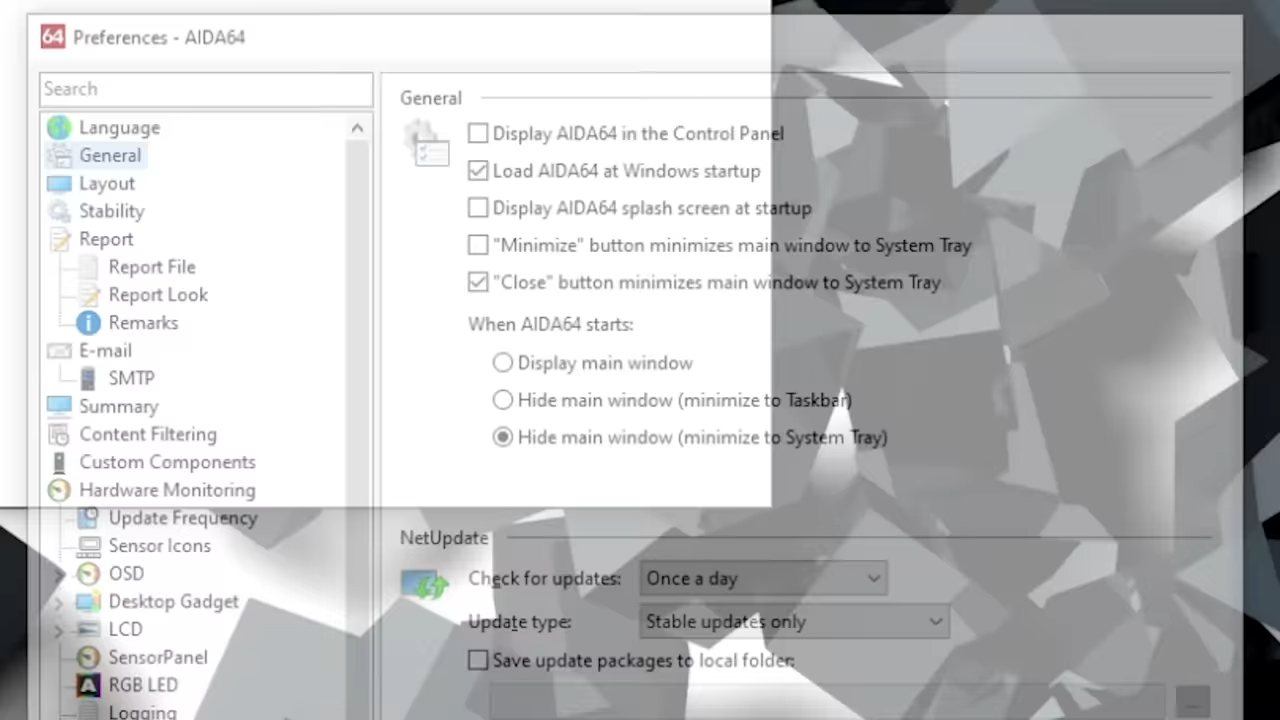 64 Preferences - AIDA64
Search
Language
General
Layout
Stability
Report
Report File
Report Look
Remarks
E-mail
SMTP
Summary
Content Filtering
Custom Components
Hardware Monitoring
Update Frequency
Sensor Icons
OSD
Desktop Gadget
LCD
SensorPanel
RGB LED
Logging
General
Display AIDA64 in the Control Panel
Load AIDA64 at Windows startup
Display AIDA64 splash screen at startup
"Minimize" button minimizes main window to System Tray
"Close" button minimizes main window to System Tray
When AIDA64 starts:
Display main window
Hide main window (minimize to Taskbar)
Hide main window (minimize to System Tray)
NetUpdate
Check for updates: Once a day
Update type: Stable updates only
Save update packages to local folder:
...